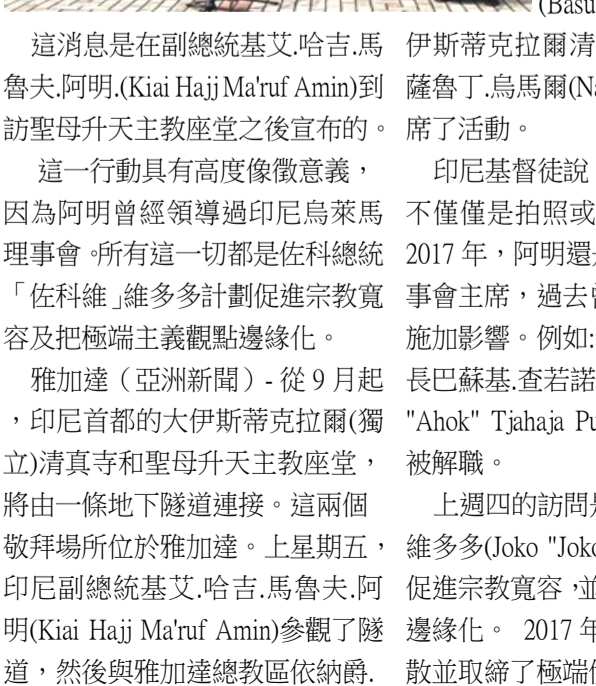 這消息是在副總統基艾.哈吉.馬
魯夫.阿明.(Kiai Hajj Ma'ruf Amin)到
訪聖母升天主教座堂之後宣布的。
這一行動具有高度像徵意義，
因為阿明曾經領導過印尼烏萊馬
理事會。所有這一切都是佐科總統
「佐科維」維多多計劃促進宗教寬
容及把極端主義觀點邊緣化。
雅加達（亞洲新聞）- 從 9 月起
，印尼首都的大伊斯蒂克拉爾(獨
立)清真寺和聖母升天主教座堂，
將由一條地下隧道連接。這兩個
敬拜場所位於雅加達。上星期五，
印尼副總統基艾.哈吉.馬魯夫.阿
明(Kiai Hajj Ma'ruf Amin)參觀了隧
道，然後與雅加達總教區依納爵.
(Basu
伊斯蒂克拉爾清
薩魯丁.烏馬爾(Na
席了活動。
印尼基督徒說
不僅僅是拍照或
2017 年，阿明還
事會主席，過去曾
施加影響。例如:
長巴蘇基.查若諾
"Ahok" Tjahaja Pu
被解職。
上週四的訪問是
維多多(Joko "Joko
促進宗教寬容，並
邊緣化。 2017 年
散並取締了極端